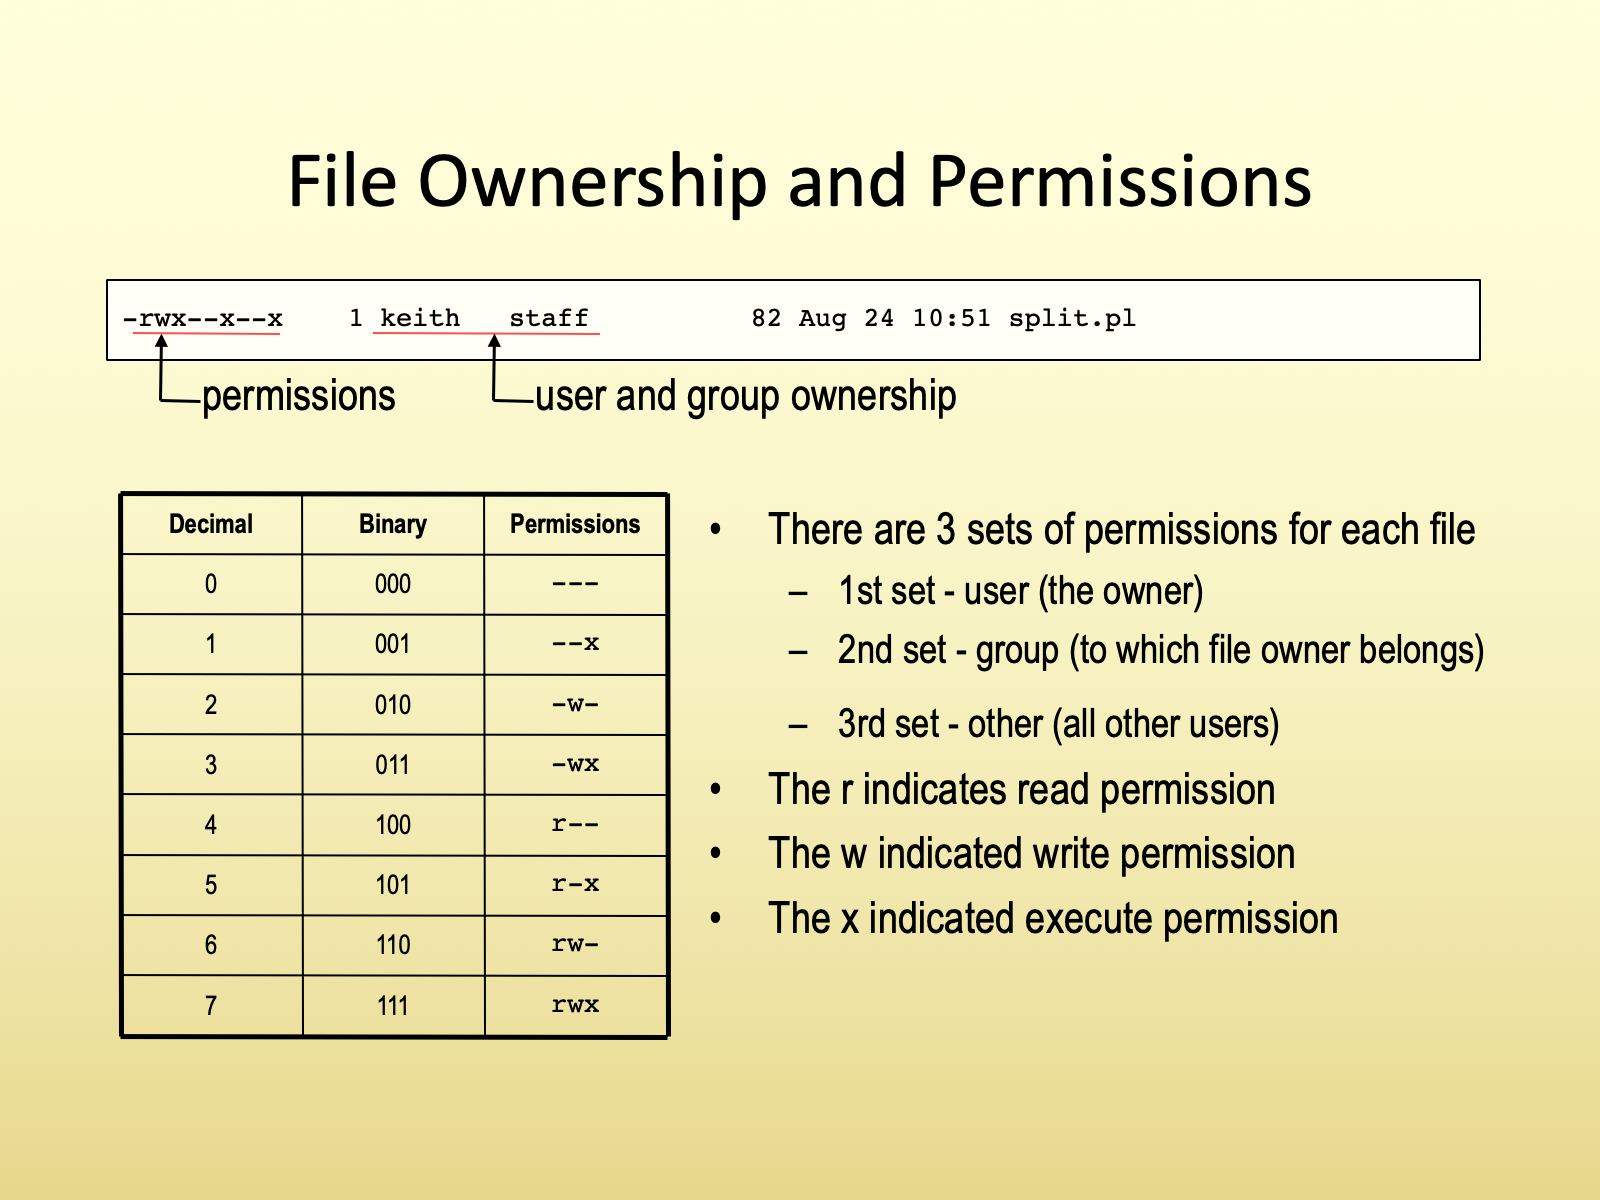 File Ownership and Permissions
-rwx--x--x 1 keith staff 82 Aug 24 10:51 split.pl
permissions user and group ownership
Decimal Binary Permissions
0 000 ---
1 001 --x
2 010 -w-
3 011 -wx
4 100 r--
5 101 r-x
6 110 rw-
7 111 rwx
• There are 3 sets of permissions for each file
– 1st set - user (the owner)
– 2nd set - group (to which file owner belongs)
– 3rd set - other (all other users)
• The r indicates read permission
• The w indicated write permission
• The x indicated execute permission